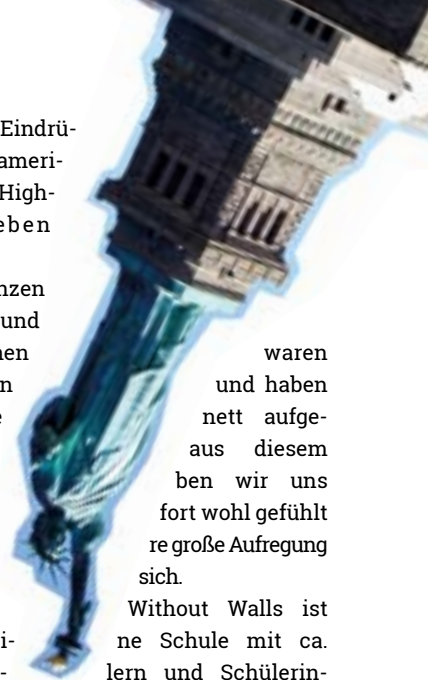 Eindrü-
ameri-
High-
eben
nzen
und
nen
n
e
i-
-
waren
und haben
nett aufge-
aus diesem
ben wir uns
fort wohl gefühlt
re große Aufregung
sich.
Without Walls ist
ne Schule mit ca.
lern und Schülerin-